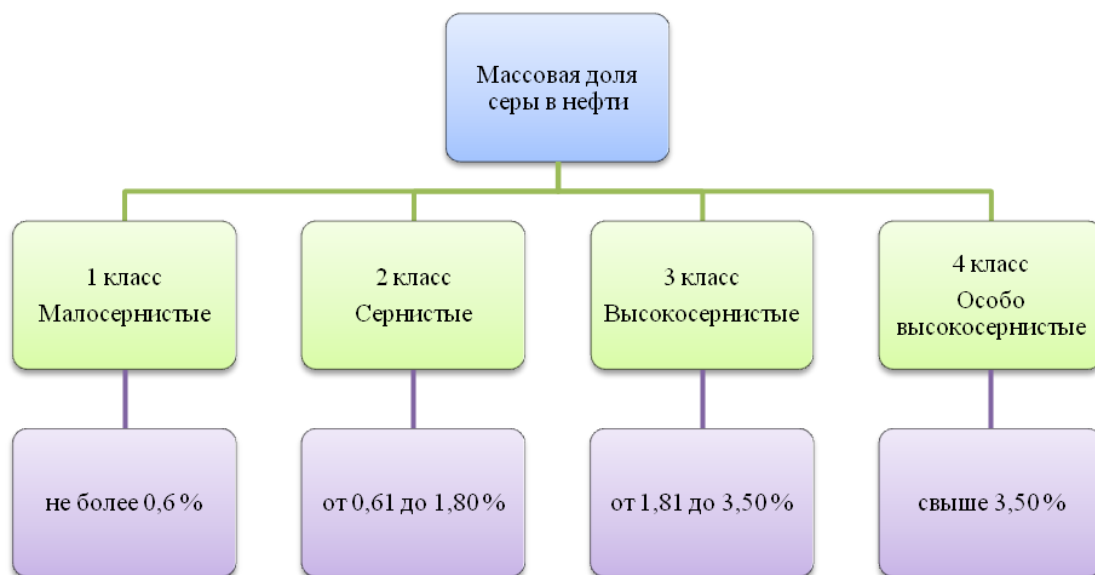 Массовая доля
серы в нефти
1 класс
Малосернистые
2 класс
Сернистые
3 класс
Высокосернистые
4 класс
Особо
высокосернистые
не более 0,6 %
от 0,61 до 1,80 %
от 1,81 до 3,50 %
свыше 3,50 %